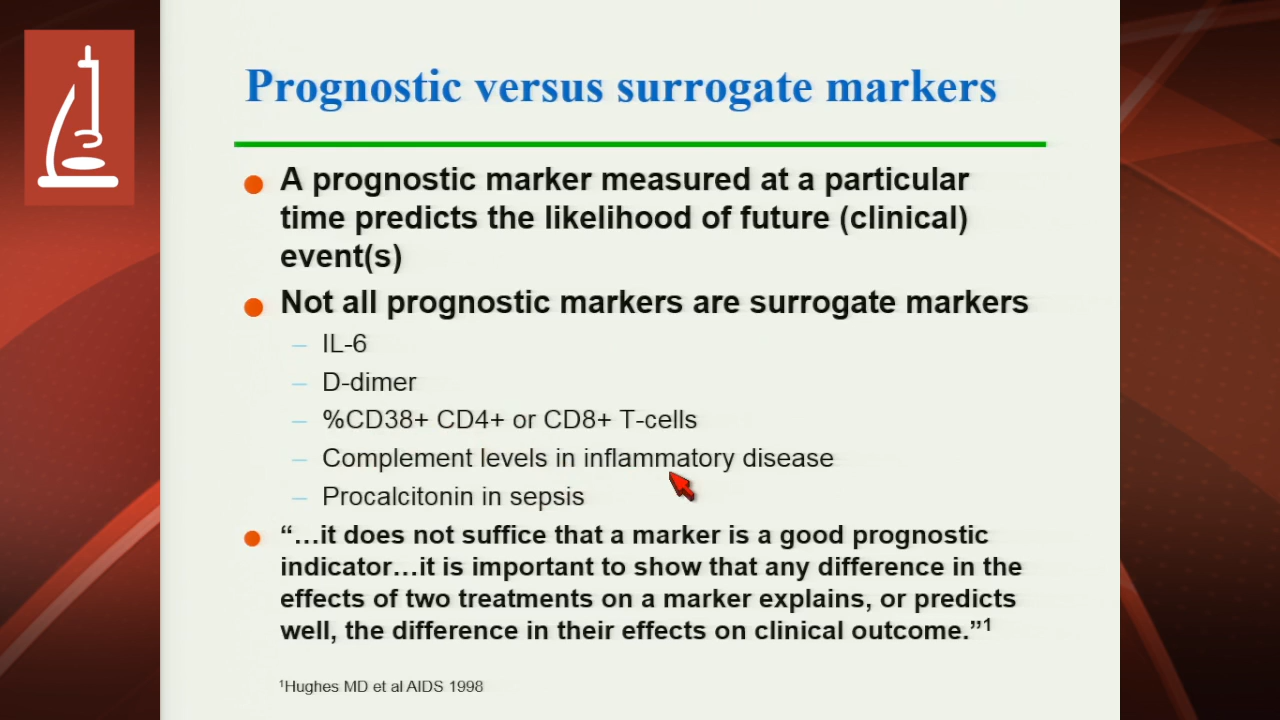 Prognostic versus surrogate markers
A prognostic marker measured at a particular
time predicts the likelihood of future (clinical)
event(s)
Not all prognostic markers are surrogate markers
– IL-6
– D-dimer
– %CD38+ CD4+ or CD8+ T-cells
– Complement levels in inflammatory disease
– Procalcitonin in sepsis
“…it does not suffice that a marker is a good prognostic
indicator…it is important to show that any difference in the
effects of two treatments on a marker explains, or predicts
well, the difference in their effects on clinical outcome.”¹
¹Hughes MD et al AIDS 1998